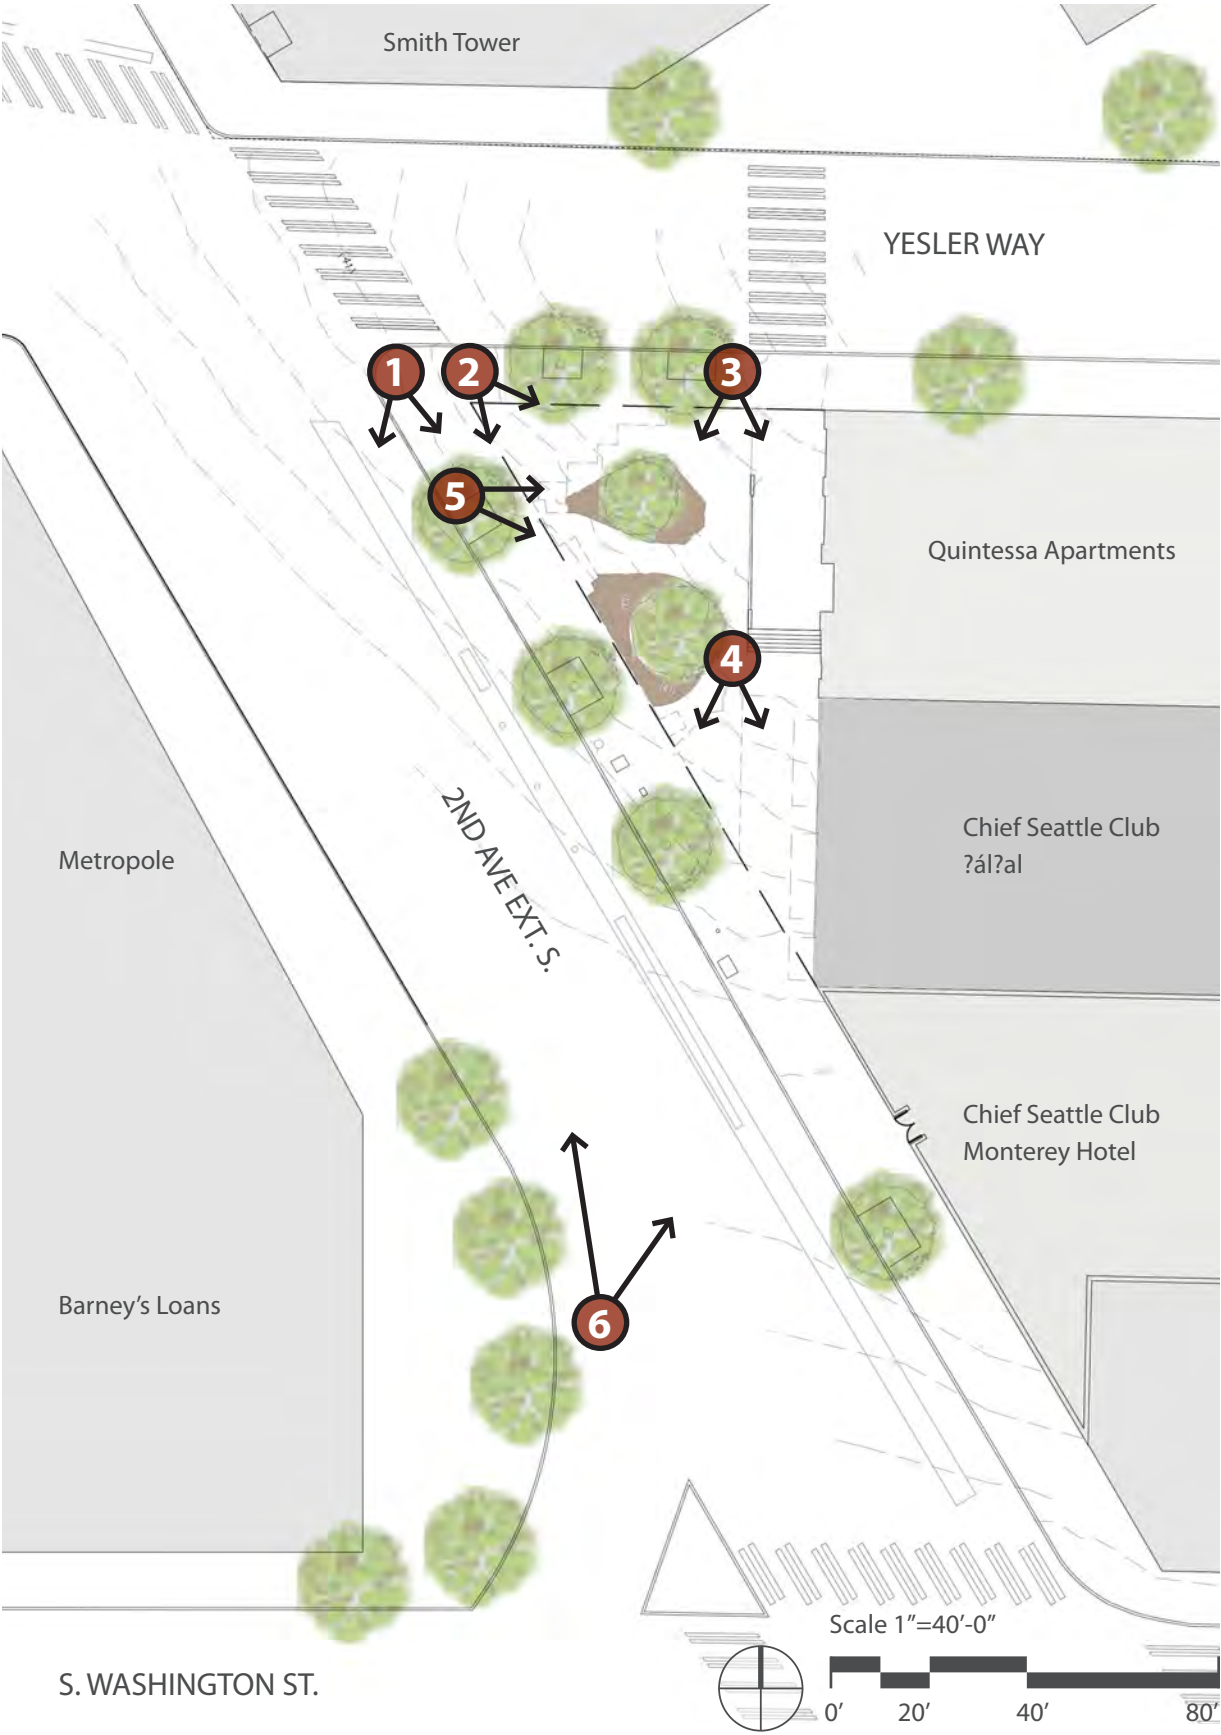 Smith Tower
YESLER WAY
1
2
3
5
Quintessa Apartments
4
2ND AVE EXT. S.
Metropole
Chief Seattle Club
?ál?al
Chief Seattle Club
Monterey Hotel
Barney’s Loans
6
Scale 1”=40’-0”
S. WASHINGTON ST.
0’ 20’ 40’ 80’